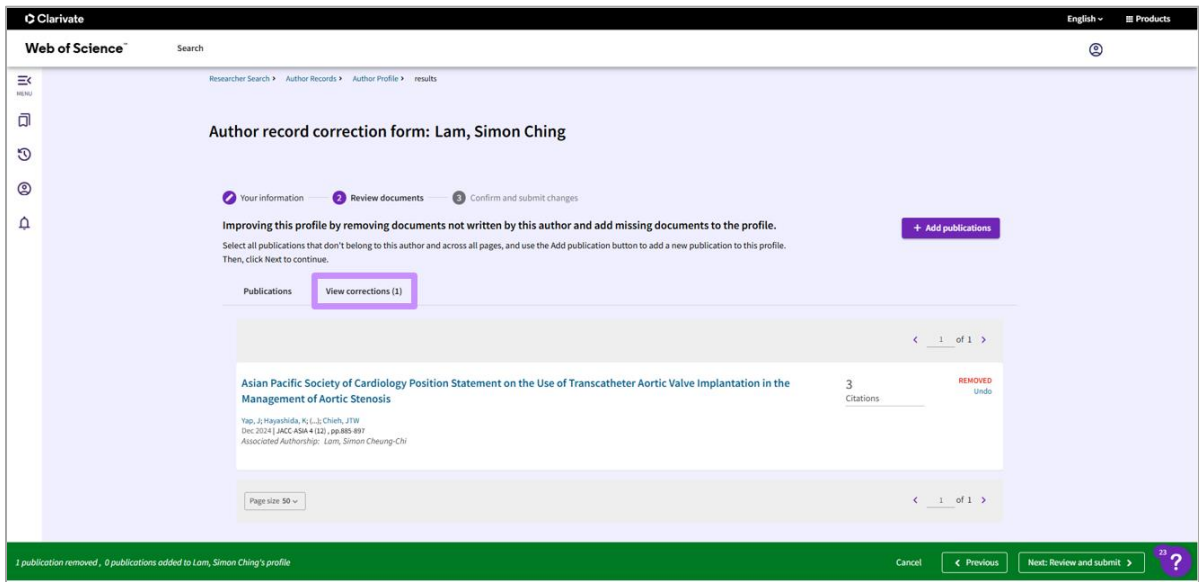 Clarivate
English
Products
Web of Science™
Search
MENU
Researcher Search > Author Records > Author Profile > results
Author record correction form: Lam, Simon Ching
Your information
2 Review documents
3 Confirm and submit changes
Improving this profile by removing documents not written by this author and add missing documents to the profile.
+ Add publications
Select all publications that don't belong to this author and across all pages, and use the Add publication button to add a new publication to this profile.
Then, click Next to continue.
Publications
View corrections (1)
< 1 of 1 >
Asian Pacific Society of Cardiology Position Statement on the Use of Transcatheter Aortic Valve Implantation in the
Management of Aortic Stenosis
3
Citations
REMOVED
Undo
Yap, J; Hayashida, K; (...); Chieh, JTW
Dec 2024 | JACC-ASIA 4 (12) , pp.885-897
Associated Authorship: Lam, Simon Cheung-Chi
Page size 50
< 1 of 1 >
1 publication removed , 0 publications added to Lam, Simon Ching's profile
Cancel
< Previous
Next: Review and submit >
23
?